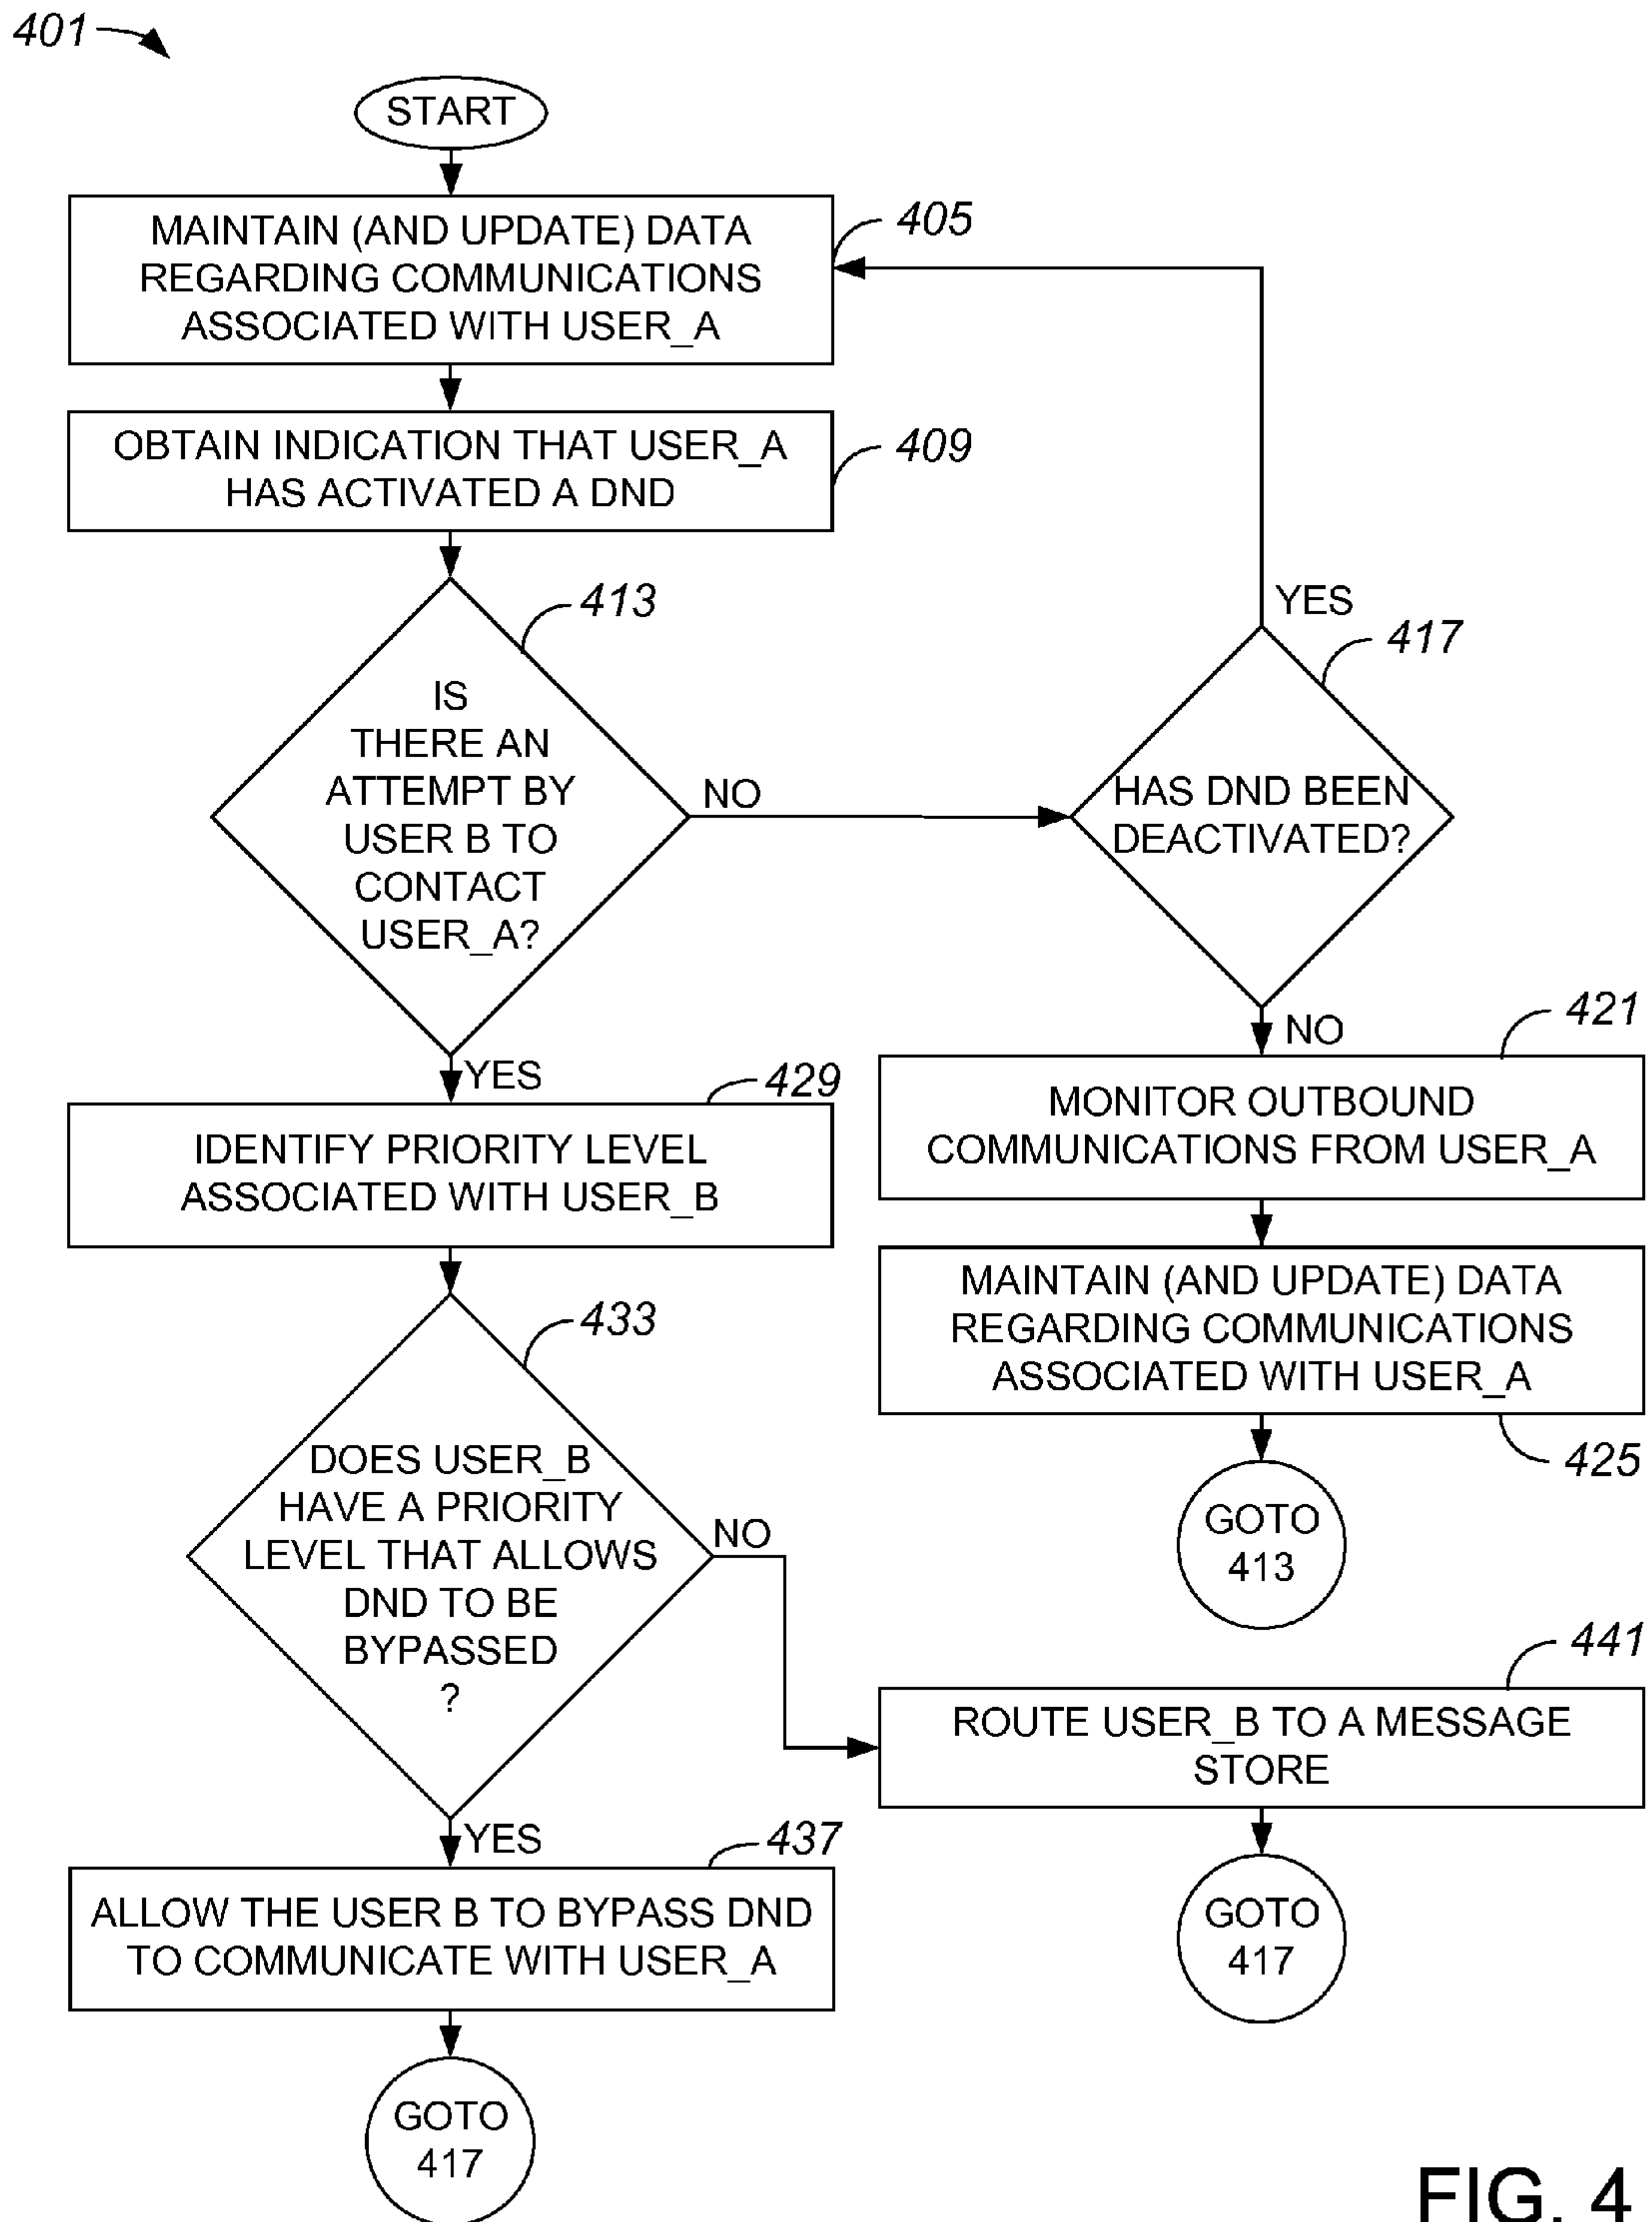 401
START
MAINTAIN (AND UPDATE) DATA
REGARDING COMMUNICATIONS
ASSOCIATED WITH USER_A
405
OBTAIN INDICATION THAT USER_A
HAS ACTIVATED A DND
409
IS
THERE AN
ATTEMPT BY
USER B TO
CONTACT
USER_A?
413
NO
YES
HAS DND BEEN
DEACTIVATED?
417
YES
NO
MONITOR OUTBOUND
COMMUNICATIONS FROM USER_A
421
MAINTAIN (AND UPDATE) DATA
REGARDING COMMUNICATIONS
ASSOCIATED WITH USER_A
425
GOTO
413
IDENTIFY PRIORITY LEVEL
ASSOCIATED WITH USER_B
429
DOES USER_B
HAVE A PRIORITY
LEVEL THAT ALLOWS
DND TO BE
BYPASSED
?
433
NO
YES
ROUTE USER_B TO A MESSAGE
STORE
441
GOTO
417
ALLOW THE USER B TO BYPASS DND
TO COMMUNICATE WITH USER_A
437
GOTO
417
FIG. 4